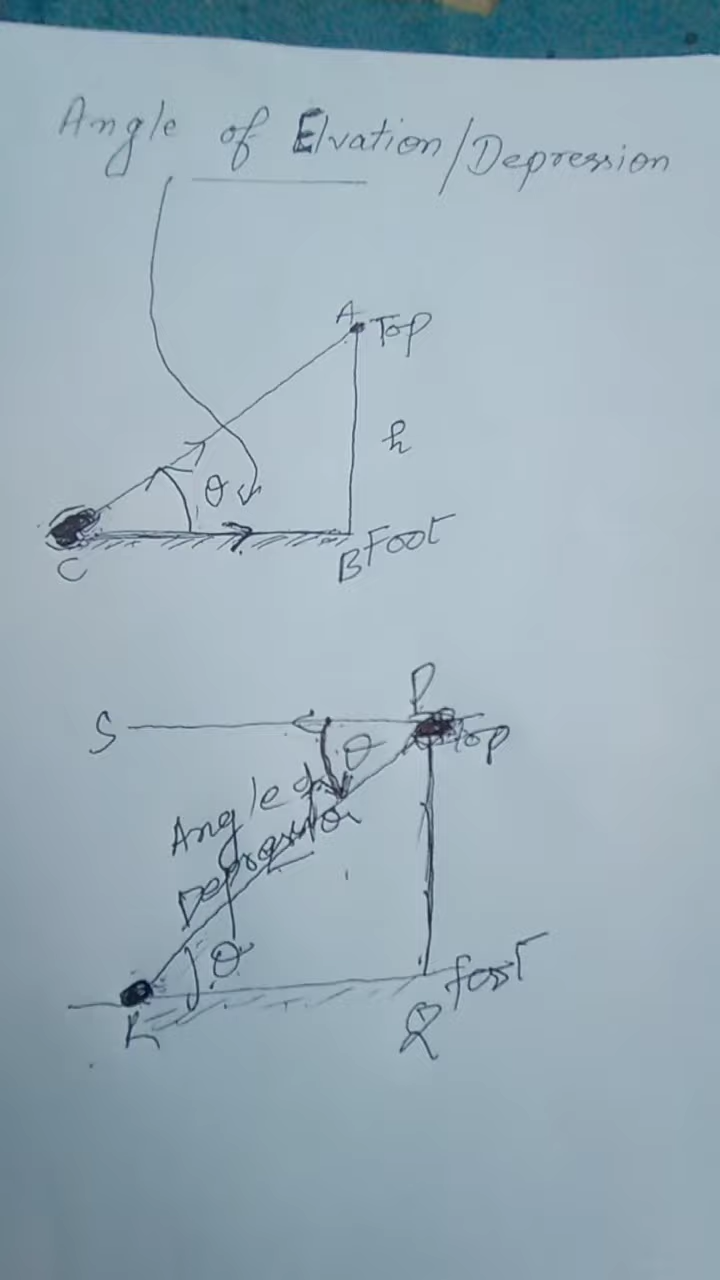 Angle of Elvation/Depression
A Top
h
θ
C
B Foot
P
S
Top
θ
Angle of
Depression
θ
foot
R
Q